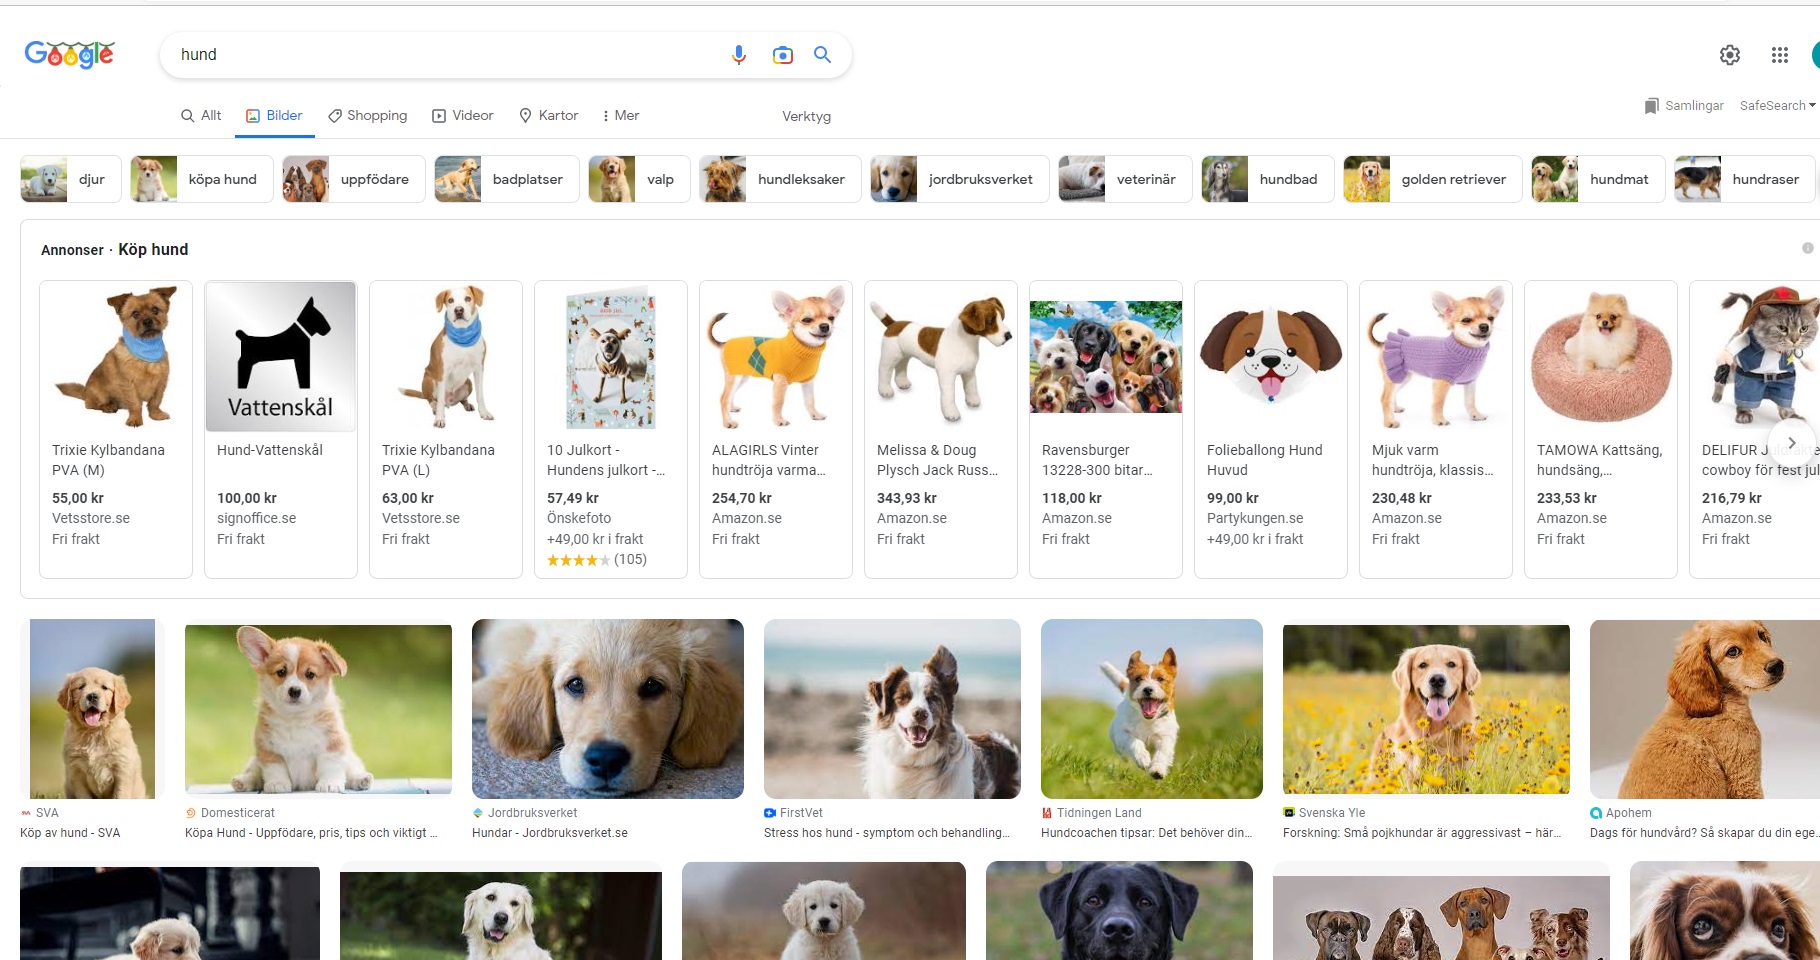 Google
hund
Allt
Bilder
Shopping
Videor
Kartor
Mer
Verktyg
Samlingar
SafeSearch
djur
köpa hund
uppfödare
badplatser
valp
hundleksaker
jordbruksverket
veterinär
hundbad
golden retriever
hundmat
hundraser
Annonser · Köp hund
Vattenskål
Trixie Kylbandana
PVA (M)
55,00 kr
Vetsstore.se
Fri frakt
Hund-Vattenskål
100,00 kr
signoffice.se
Fri frakt
Trixie Kylbandana
PVA (L)
63,00 kr
Vetsstore.se
Fri frakt
10 Julkort -
Hundens julkort -...
57,49 kr
Önskefoto
+49,00 kr i frakt
(105)
ALAGIRLS Vinter
hundtröja varma...
254,70 kr
Amazon.se
Fri frakt
Melissa & Doug
Plysch Jack Russ...
343,93 kr
Amazon.se
Fri frakt
Ravensburger
13228-300 bitar...
118,00 kr
Amazon.se
Fri frakt
Folieballong Hund
Huvud
99,00 kr
Partykungen.se
+49,00 kr i frakt
Mjuk varm
hundtröja, klassis...
230,48 kr
Amazon.se
Fri frakt
TAMOWA Kattsäng,
hundsäng,...
233,53 kr
Amazon.se
Fri frakt
DELIFUR
cowboy för fest jul
216,79 kr
Amazon.se
Fri frakt
SVA
Köp av hund - SVA
Domesticerat
Köpa Hund - Uppfödare, pris, tips och viktigt ...
Jordbruksverket
Hundar - Jordbruksverket.se
FirstVet
Stress hos hund - symptom och behandling...
Tidningen Land
Hundcoachen tipsar: Det behöver din...
Svenska Yle
Forskning: Små pojkhundar är aggressivast – här...
Apohem
Dags för hundvård? Så skapar du din ege...